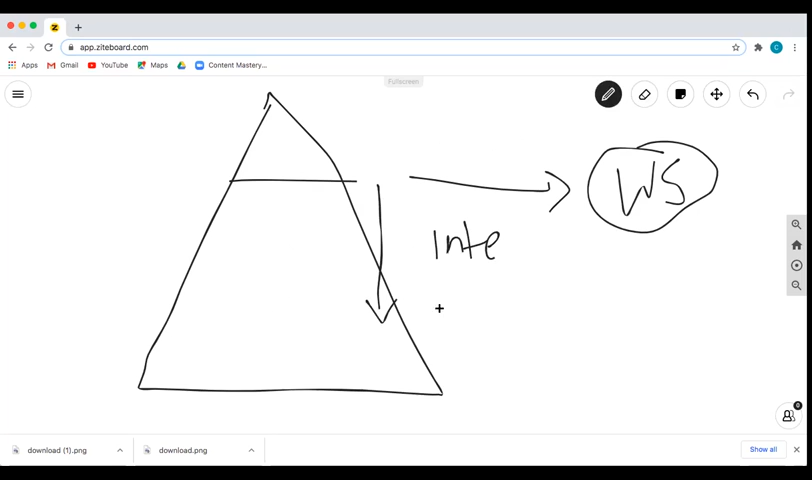 app.ziteboard.com
Apps Gmail YouTube Maps Content Mastery...
Fullscreen
WS
Inte
download (1).png download.png Show all